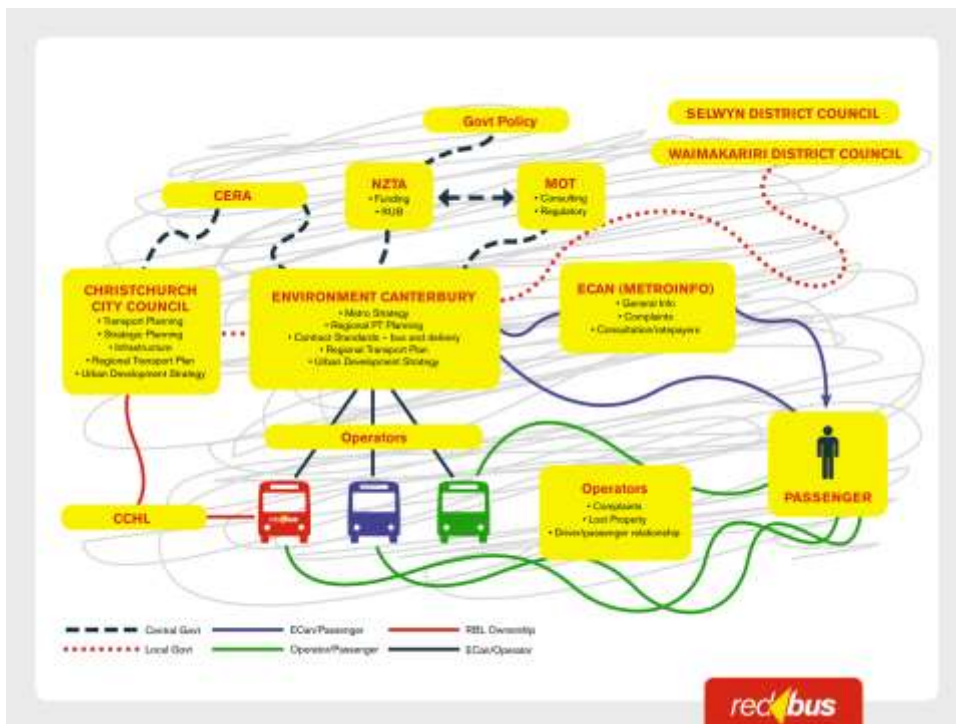 Govt Policy
SELWYN DISTRICT COUNCIL
WAIMAKARIRI DISTRICT COUNCIL
CERA
NZTA
• Funding
• RUB
MOT
• Consulting
• Regulatory
CHRISTCHURCH
CITY COUNCIL
• Transport Planning
• Strategic Planning
• Infrastructure
• Regional Transport Plan
• Urban Development Strategy
ENVIRONMENT CANTERBURY
• Metro Strategy
• Regional PT Planning
• Contract Standards – bus and delivery
• Regional Transport Plan
• Urban Development Strategy
ECAN (METROINFO)
• General Info
• Complaints
• Consultation/ratepayers
Operators
CCHL
redbus
Operators
• Complaints
• Lost Property
• Driver/passenger relationship
PASSENGER
Central Govt
ECan/Passenger
RBL Ownership
Local Govt
Operator/Passenger
ECan/Operator
redbus